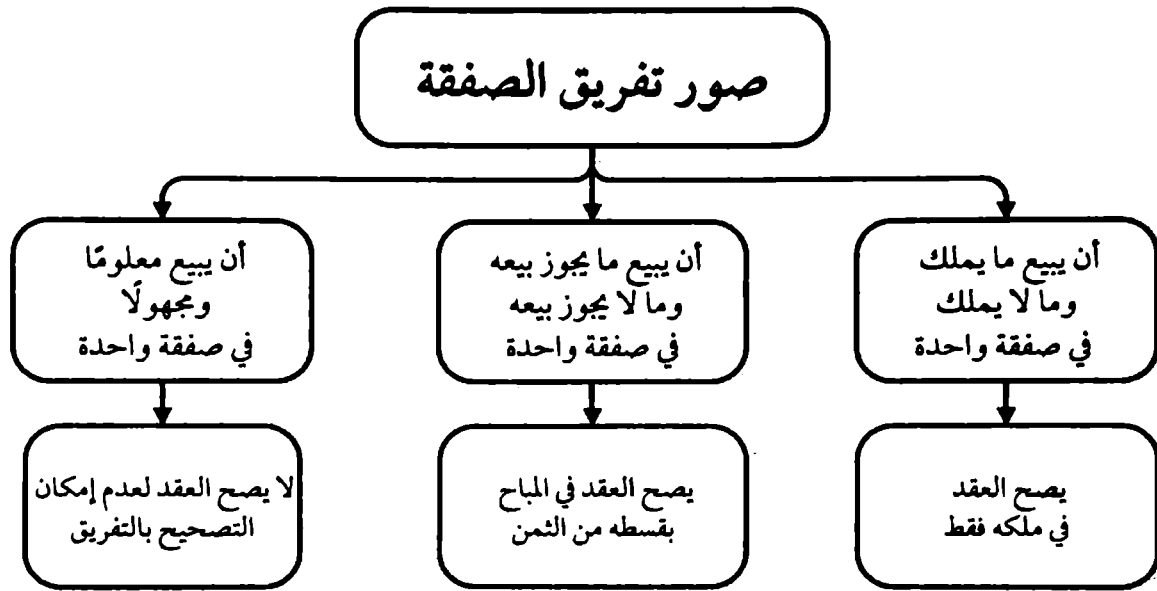 صور تفريق الصفقة
أن يبيع ما يملك
وما لا يملك
في صفقة واحدة
أن يبيع ما يجوز بيعه
وما لا يجوز بيعه
في صفقة واحدة
أن يبيع معلومًا
ومجهولًا
في صفقة واحدة
يصح العقد
في ملكه فقط
يصح العقد في المباح
بقسطه من الثمن
لا يصح العقد لعدم إمكان
التصحيح بالتفريق